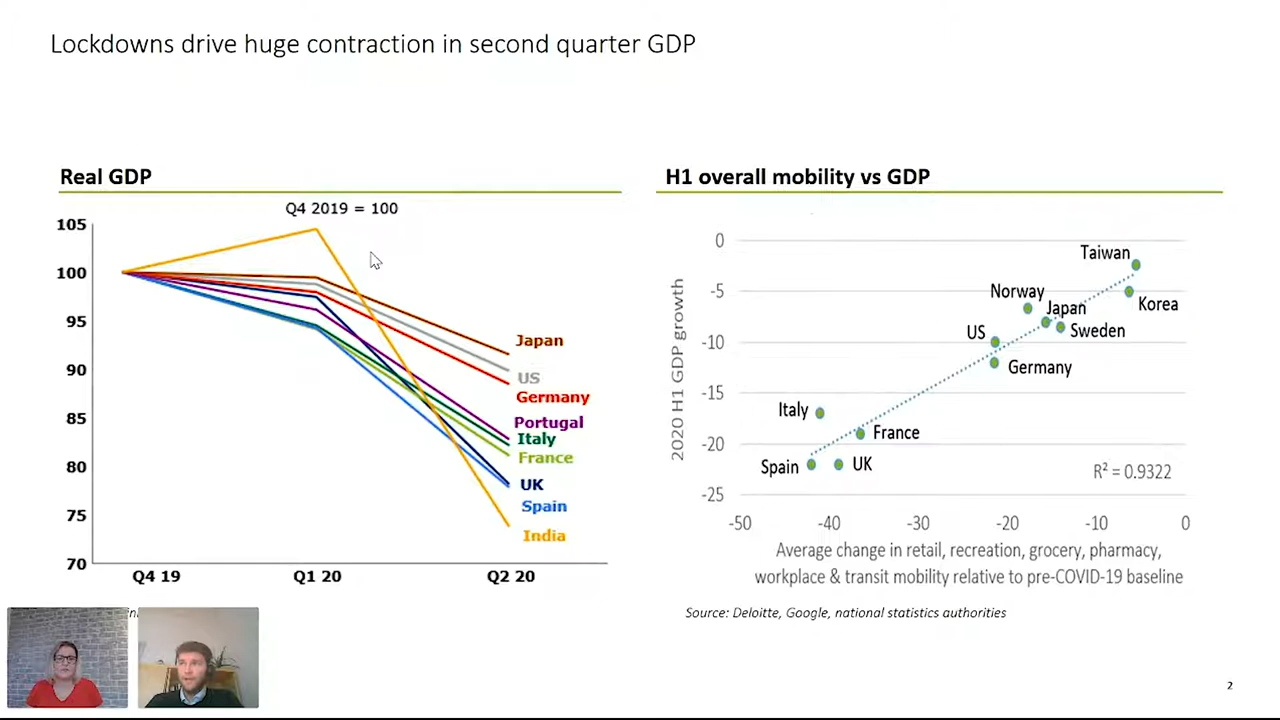 Lockdowns drive huge contraction in second quarter GDP
Real GDP
Q4 2019 = 100
105
100
95
90
85
80
75
70
Japan
US
Germany
Portugal
Italy
France
UK
Spain
India
Q4 19
Q1 20
Q2 20
H1 overall mobility vs GDP
2020 H1 GDP growth
0
-5
-10
-15
-20
-25
Taiwan
Korea
Norway
Japan
Sweden
US
Germany
Italy
France
Spain
UK
R² = 0.9322
-50
-40
-30
-20
-10
0
Average change in retail, recreation, grocery, pharmacy,
workplace & transit mobility relative to pre-COVID-19 baseline
Source: Deloitte, Google, national statistics authorities
2